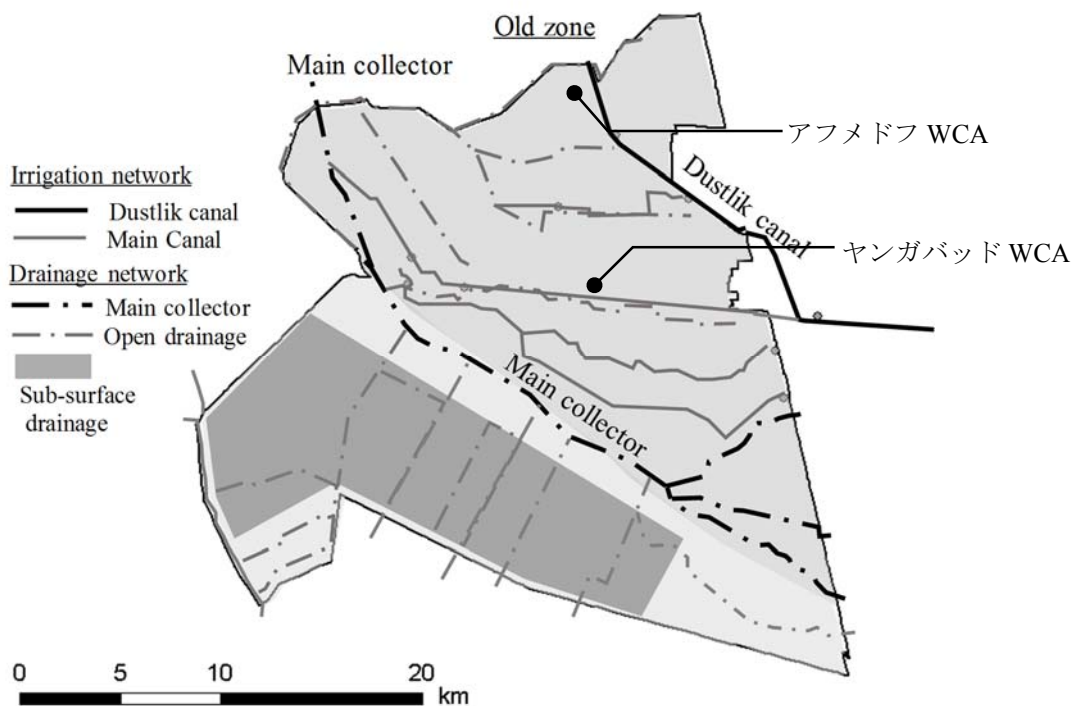 Old zone
Main collector
アフメドフ WCA
Dustlik canal
ヤンガバッド WCA
Irrigation network
Dustlik canal
Main Canal
Drainage network
Main collector
Open drainage
Sub-surface
drainage
Main collector
0 5 10 20
km